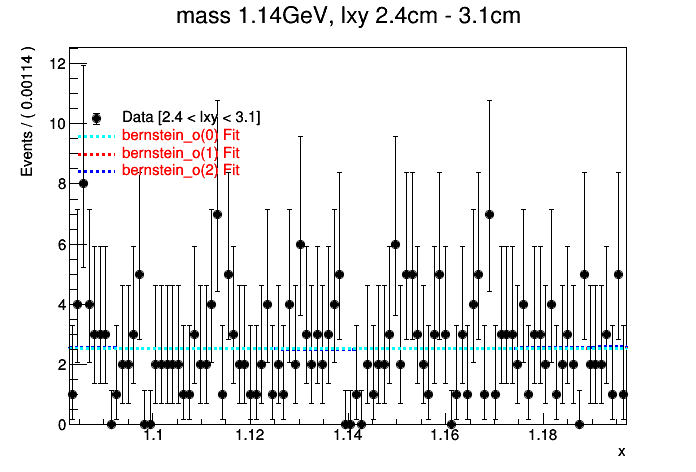 mass 1.14GeV, lxy 2.4cm - 3.1cm
Events / ( 0.00114 )
12
10
8
6
4
2
0
Data [2.4 < lxy < 3.1]
bernstein_o(0) Fit
bernstein_o(1) Fit
bernstein_o(2) Fit
1.1
1.12
1.14
1.16
1.18
x